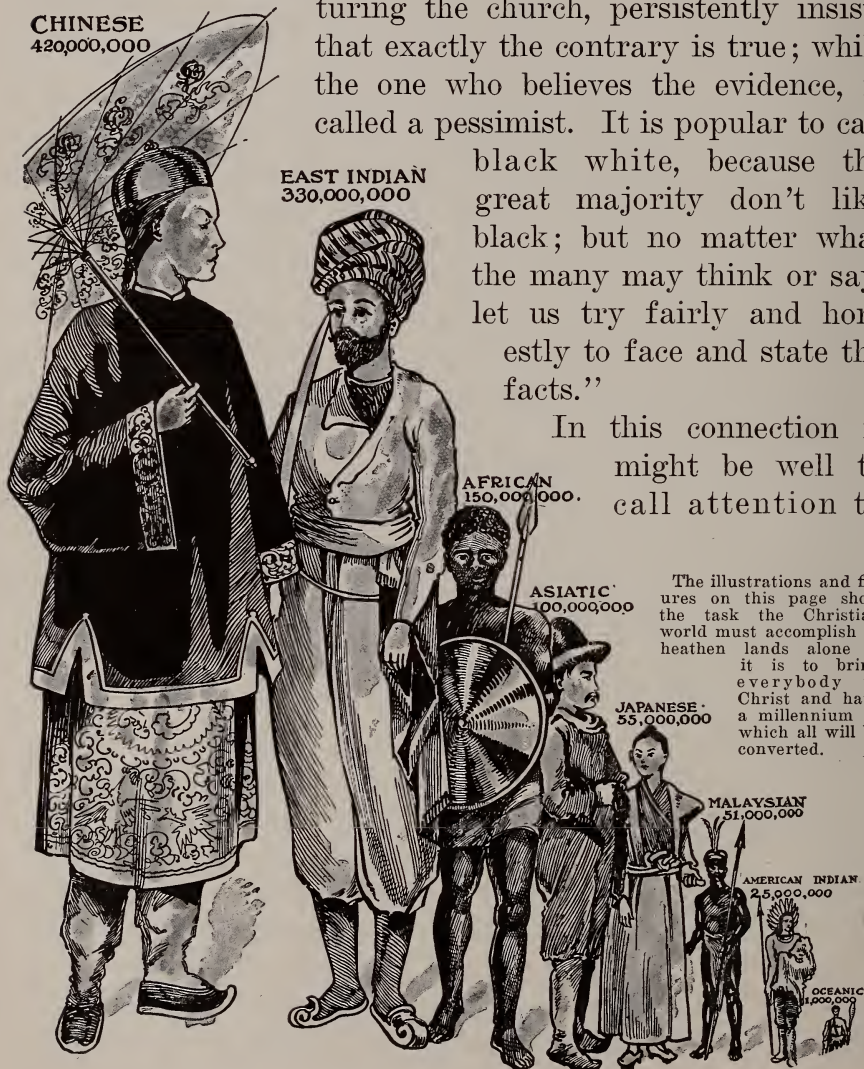 CHINESE
420,000,000
turing the church, persistently insist
that exactly the contrary is true; whi
the one who believes the evidence,
called a pessimist. It is popular to ca
black white, because th
great majority don't lik
black; but no matter wha
the many may think or say
let us try fairly and hon
estly to face and state th
facts."
EAST INDIAN
330,000,000
In this connection
might be well t
call attention t
AFRICAN
150,000,000.
ASIATIC
100,000,000
The illustrations and f
ures on this page sho
the task the Christia
world must accomplish
heathen lands alone
it is to brin
everybody
Christ and ha
a millennium
which all will
converted.
JAPANESE
55,000,000
MALAYSIAN
51,000,000
AMERICAN INDIAN
25,000,000
OCEANIC
1,000,000